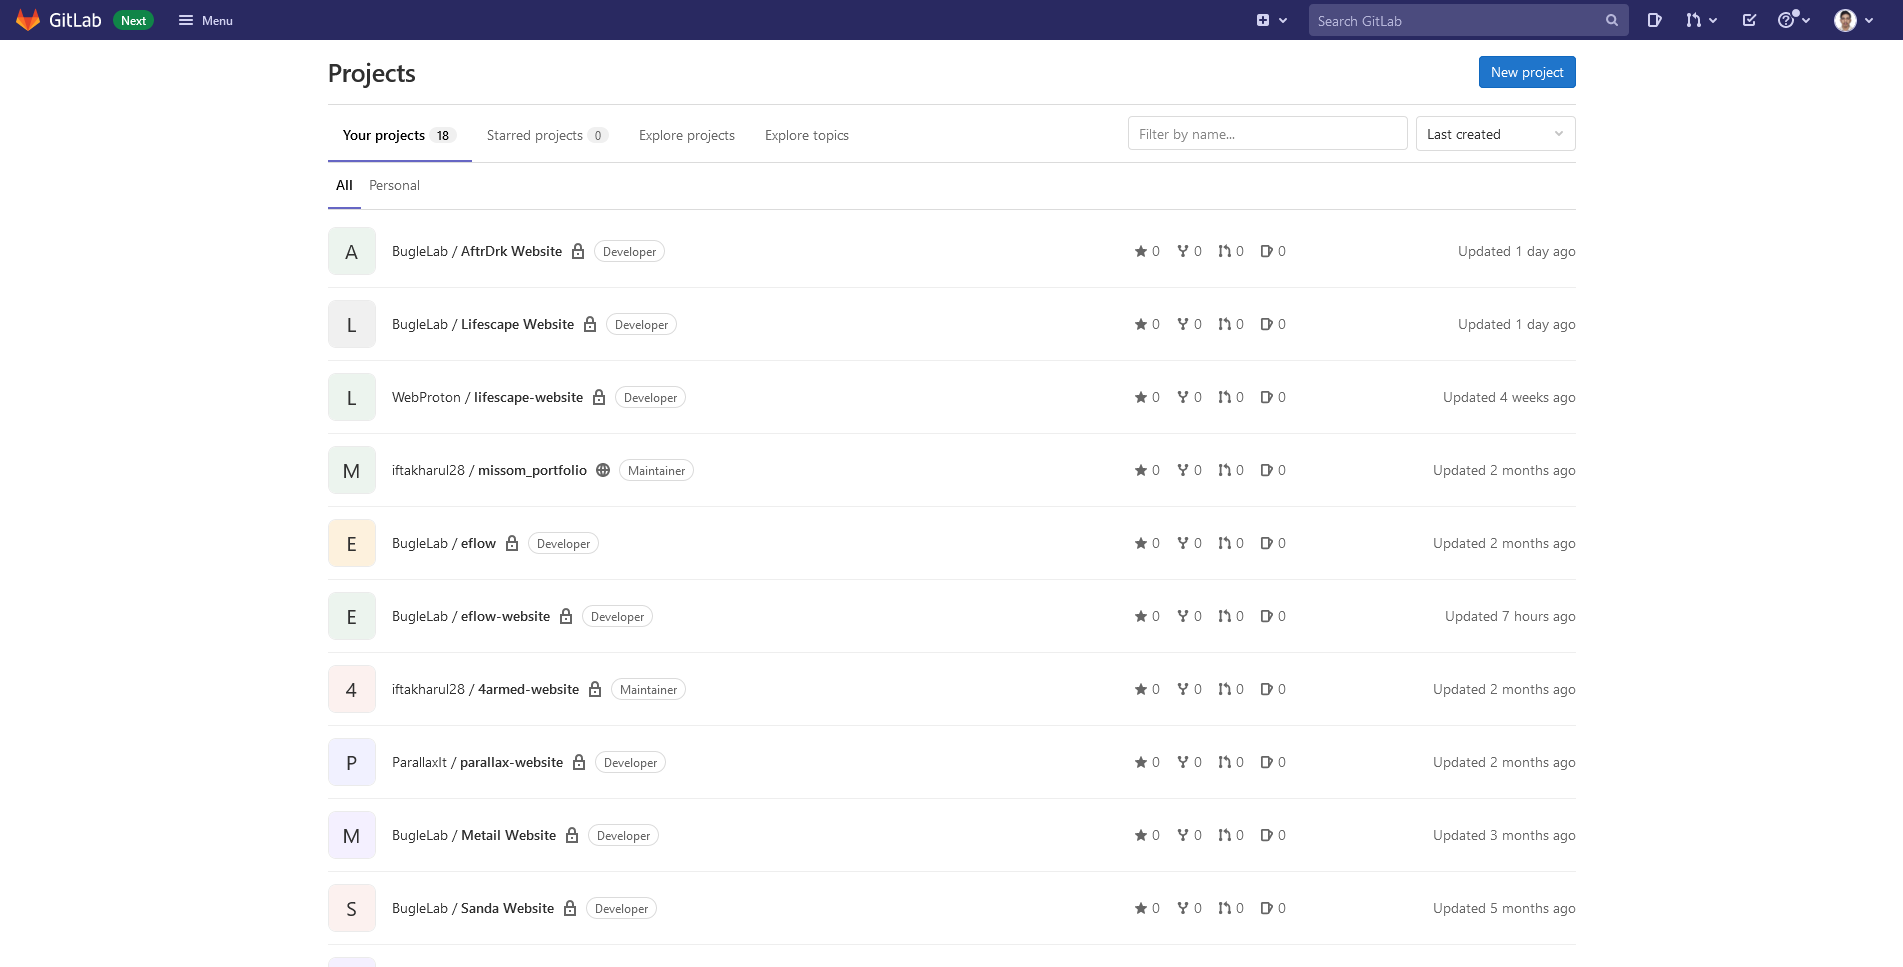 GitLab Next Menu Search GitLab
Projects New project
Your projects 18 Starred projects 0 Explore projects Explore topics Filter by name... Last created
All Personal
A BugleLab / AftrDrk Website Developer 0 0 0 0 Updated 1 day ago
L BugleLab / Lifescape Website Developer 0 0 0 0 Updated 1 day ago
L WebProton / lifescape-website Developer 0 0 0 0 Updated 4 weeks ago
M iftakharul28 / missom_portfolio Maintainer 0 0 0 0 Updated 2 months ago
E BugleLab / eflow Developer 0 0 0 0 Updated 2 months ago
E BugleLab / eflow-website Developer 0 0 0 0 Updated 7 hours ago
4 iftakharul28 / 4armed-website Maintainer 0 0 0 0 Updated 2 months ago
P ParallaxIt / parallax-website Developer 0 0 0 0 Updated 2 months ago
M BugleLab / Metail Website Developer 0 0 0 0 Updated 3 months ago
S BugleLab / Sanda Website Developer 0 0 0 0 Updated 5 months ago